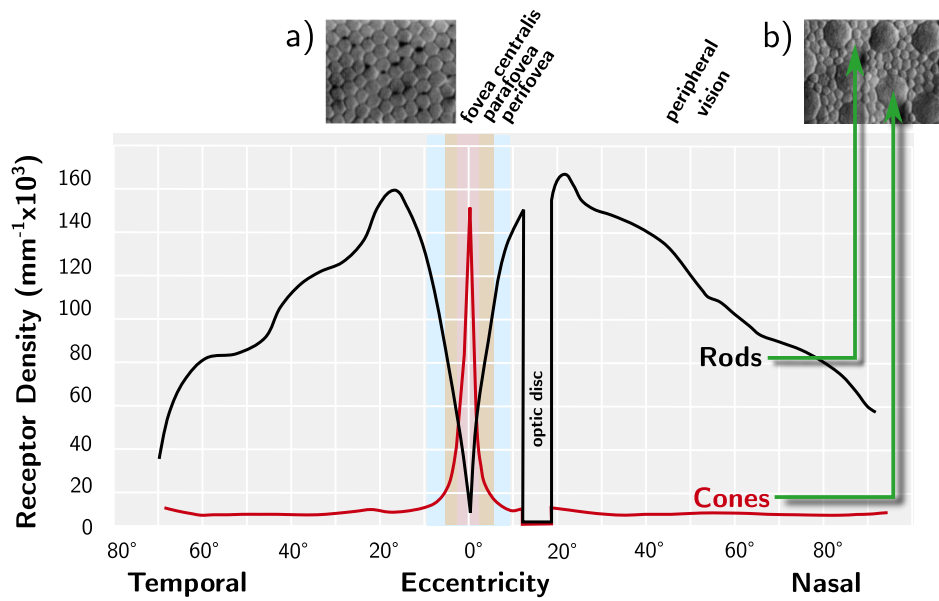 a)
fovea centralis
parafovea
perifovea
peripheral
vision
b)
Receptor Density (mm⁻¹x10³)
160
140
120
100
80
60
40
20
0
optic disc
Rods
Cones
80° 60° 40° 20° 0° 20° 40° 60° 80°
Temporal Eccentricity Nasal